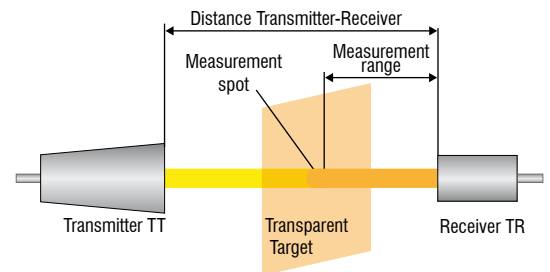 Distance Transmitter-Receiver
Measurement
range
Measurement
spot
Transmitter TT
Transparent
Target
Receiver TR